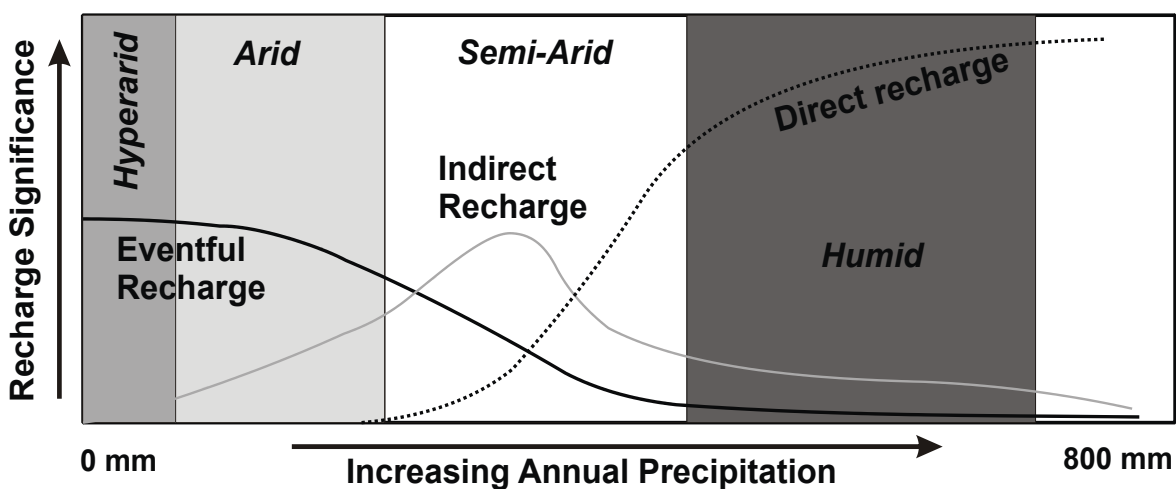 Recharge Significance
Hyperarid
Arid
Semi-Arid
Humid
Eventful
Recharge
Indirect
Recharge
Direct recharge
0 mm
Increasing Annual Precipitation
800 mm